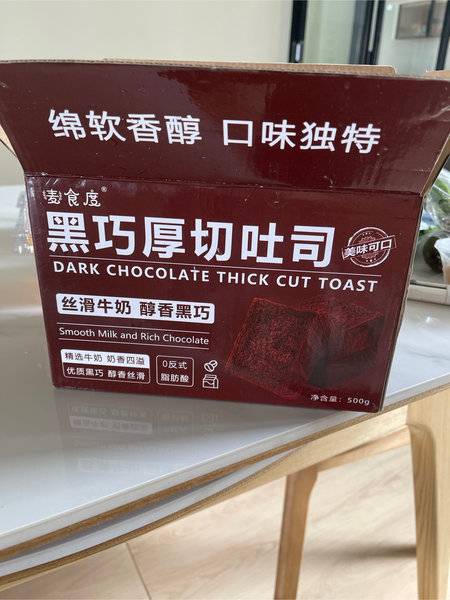 绵软香醇 口味独特
麦食度®
黑巧厚切吐司
美味可口
DARK CHOCOLATE THICK CUT TOAST
丝滑牛奶 醇香黑巧
Smooth Milk and Rich Chocolate
精选牛奶 奶香四溢
优质黑巧 醇香丝滑
0反式
脂肪酸
净含量：500g